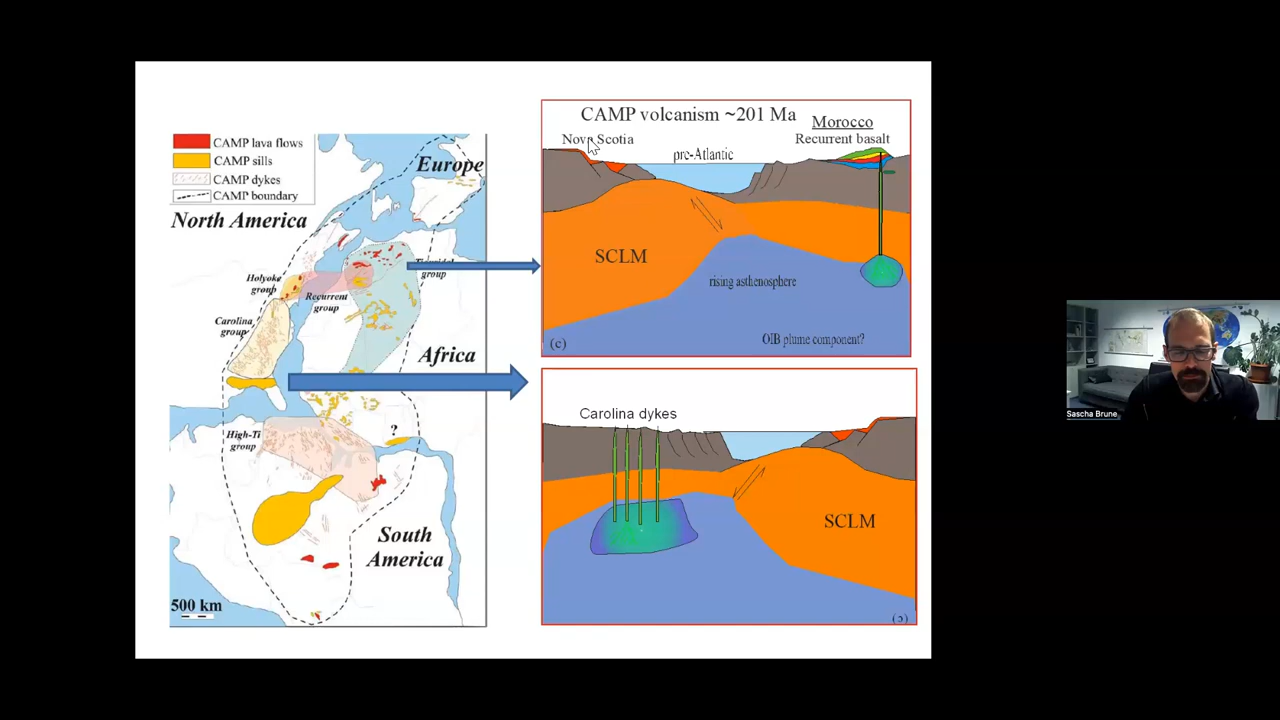 CAMP lava flows
CAMP sills
CAMP dykes
CAMP boundary
Europe
North America
Holyoke
group
Recurrent
group
group
Carolina
group
Africa
High-Ti
group
?
South
America
500 km
CAMP volcanism ~201 Ma
Nova Scotia
pre-Atlantic
Morocco
Recurrent basalt
SCLM
rising asthenosphere
OIB plume component?
(c)
Carolina dykes
SCLM
Sascha Brune